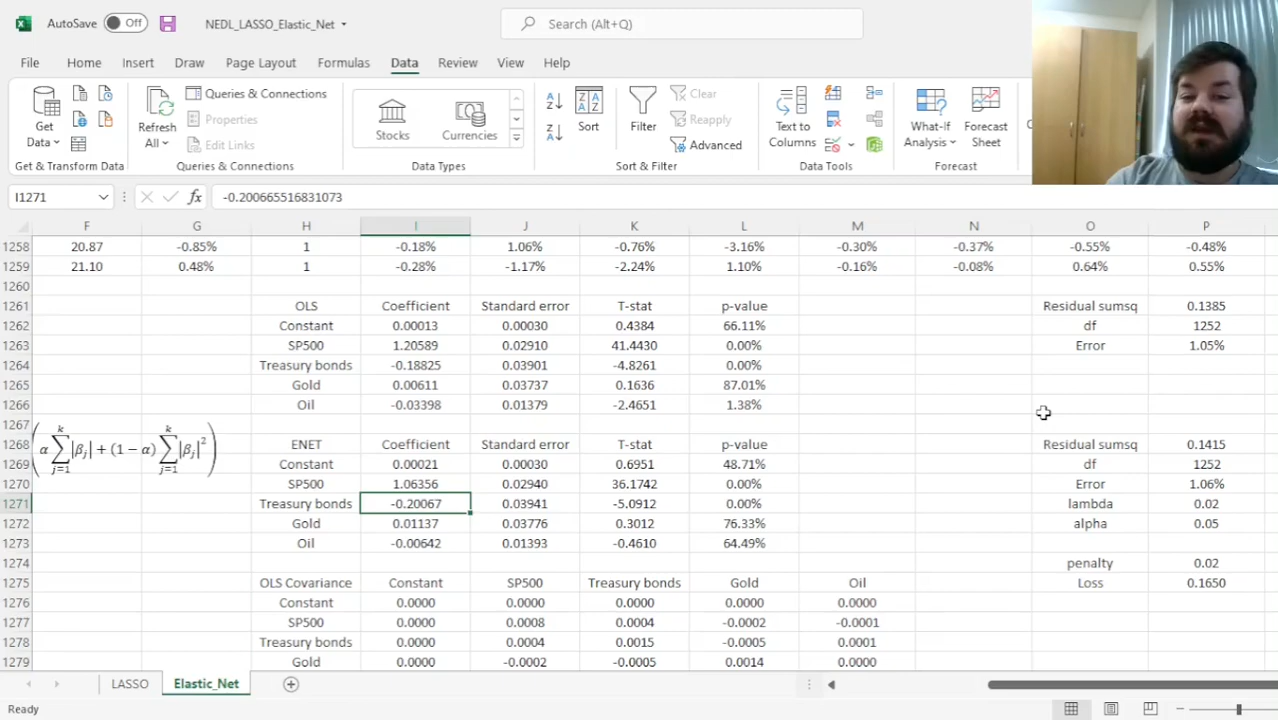 AutoSave Off NEDL_LASSO_Elastic_Net Search (Alt+Q)
File Home Insert Draw Page Layout Formulas Data Review View Help
Get Data Refresh All Queries & Connections Properties Edit Links Stocks Currencies Sort Filter Clear Reapply Advanced Text to Columns What-If Analysis Forecast Sheet
Get & Transform Data Queries & Connections Data Types Sort & Filter Data Tools Forecast
I1271 fx -0.200665516831073
F G H I J K L M N O P
1258 20.87 -0.85% 1 -0.18% 1.06% -0.76% -3.16% -0.30% -0.37% -0.55% -0.48%
1259 21.10 0.48% 1 -0.28% -1.17% -2.24% 1.10% -0.16% -0.08% 0.64% 0.55%
1260
1261 OLS Coefficient Standard error T-stat p-value Residual sumsq 0.1385
1262 Constant 0.00013 0.00030 0.4384 66.11% df 1252
1263 SP500 1.20589 0.02910 41.4430 0.00% Error 1.05%
1264 Treasury bonds -0.18825 0.03901 -4.8261 0.00%
1265 Gold 0.00611 0.03737 0.1636 87.01%
1266 Oil -0.03398 0.01379 -2.4651 1.38%
1267
(α∑|βj| + (1 − α)∑|βj|²) k j=1 k j=1
1268 ENET Coefficient Standard error T-stat p-value Residual sumsq 0.1415
1269 Constant 0.00021 0.00030 0.6951 48.71% df 1252
1270 SP500 1.06356 0.02940 36.1742 0.00% Error 1.06%
1271 Treasury bonds -0.20067 0.03941 -5.0912 0.00% lambda 0.02
1272 Gold 0.01137 0.03776 0.3012 76.33% alpha 0.05
1273 Oil -0.00642 0.01393 -0.4610 64.49%
1274 penalty 0.02
1275 OLS Covariance Constant SP500 Treasury bonds Gold Oil Loss 0.1650
1276 Constant 0.0000 0.0000 0.0000 0.0000 0.0000
1277 SP500 0.0000 0.0008 0.0004 -0.0002 -0.0001
1278 Treasury bonds 0.0000 0.0004 0.0015 -0.0005 0.0001
1279 Gold 0.0000 -0.0002 -0.0005 0.0014 0.0000
LASSO Elastic_Net
Ready